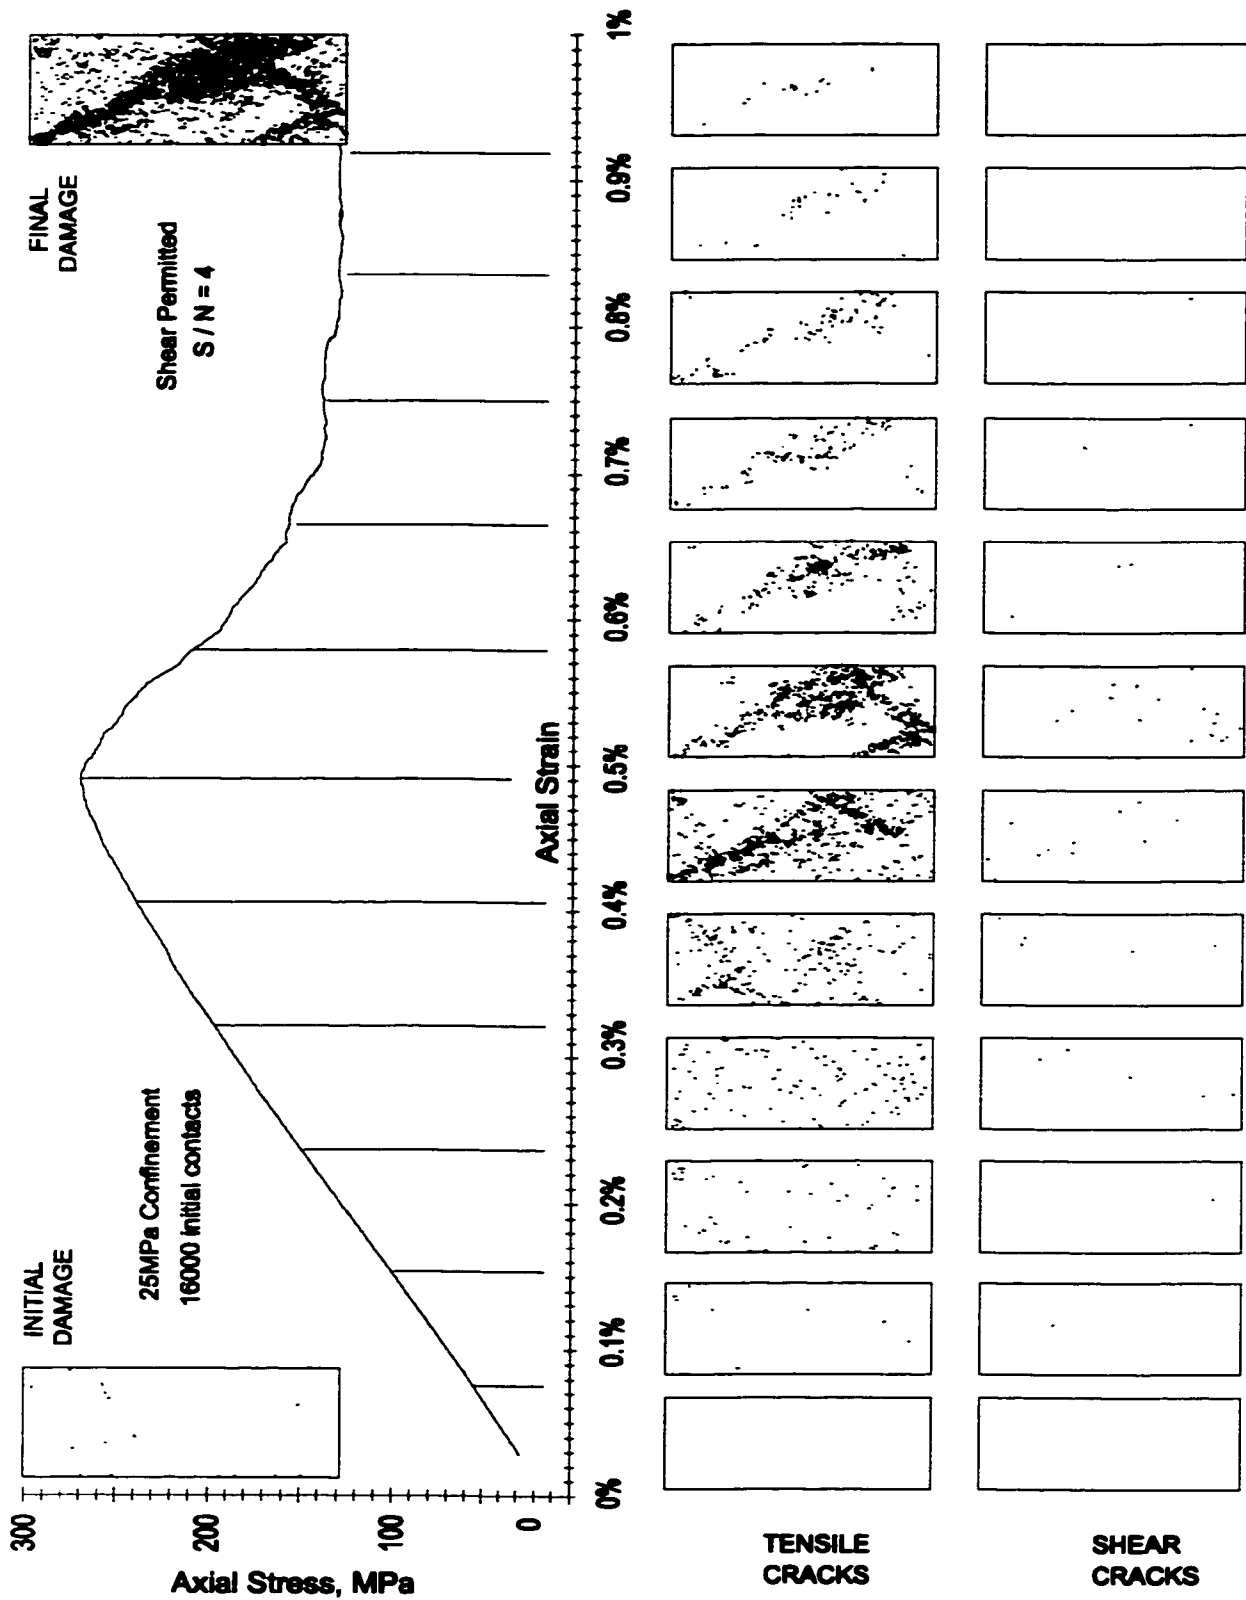 FINAL
DAMAGE
Shear Permitted
S / N = 4
INITIAL
DAMAGE
25MPa Confinement
16000 initial contacts
300
200
100
0
Axial Stress, MPa
0%
0.1%
0.2%
0.3%
0.4%
0.5%
0.6%
0.7%
0.8%
0.9%
1%
Axial Strain
TENSILE
CRACKS
SHEAR
CRACKS